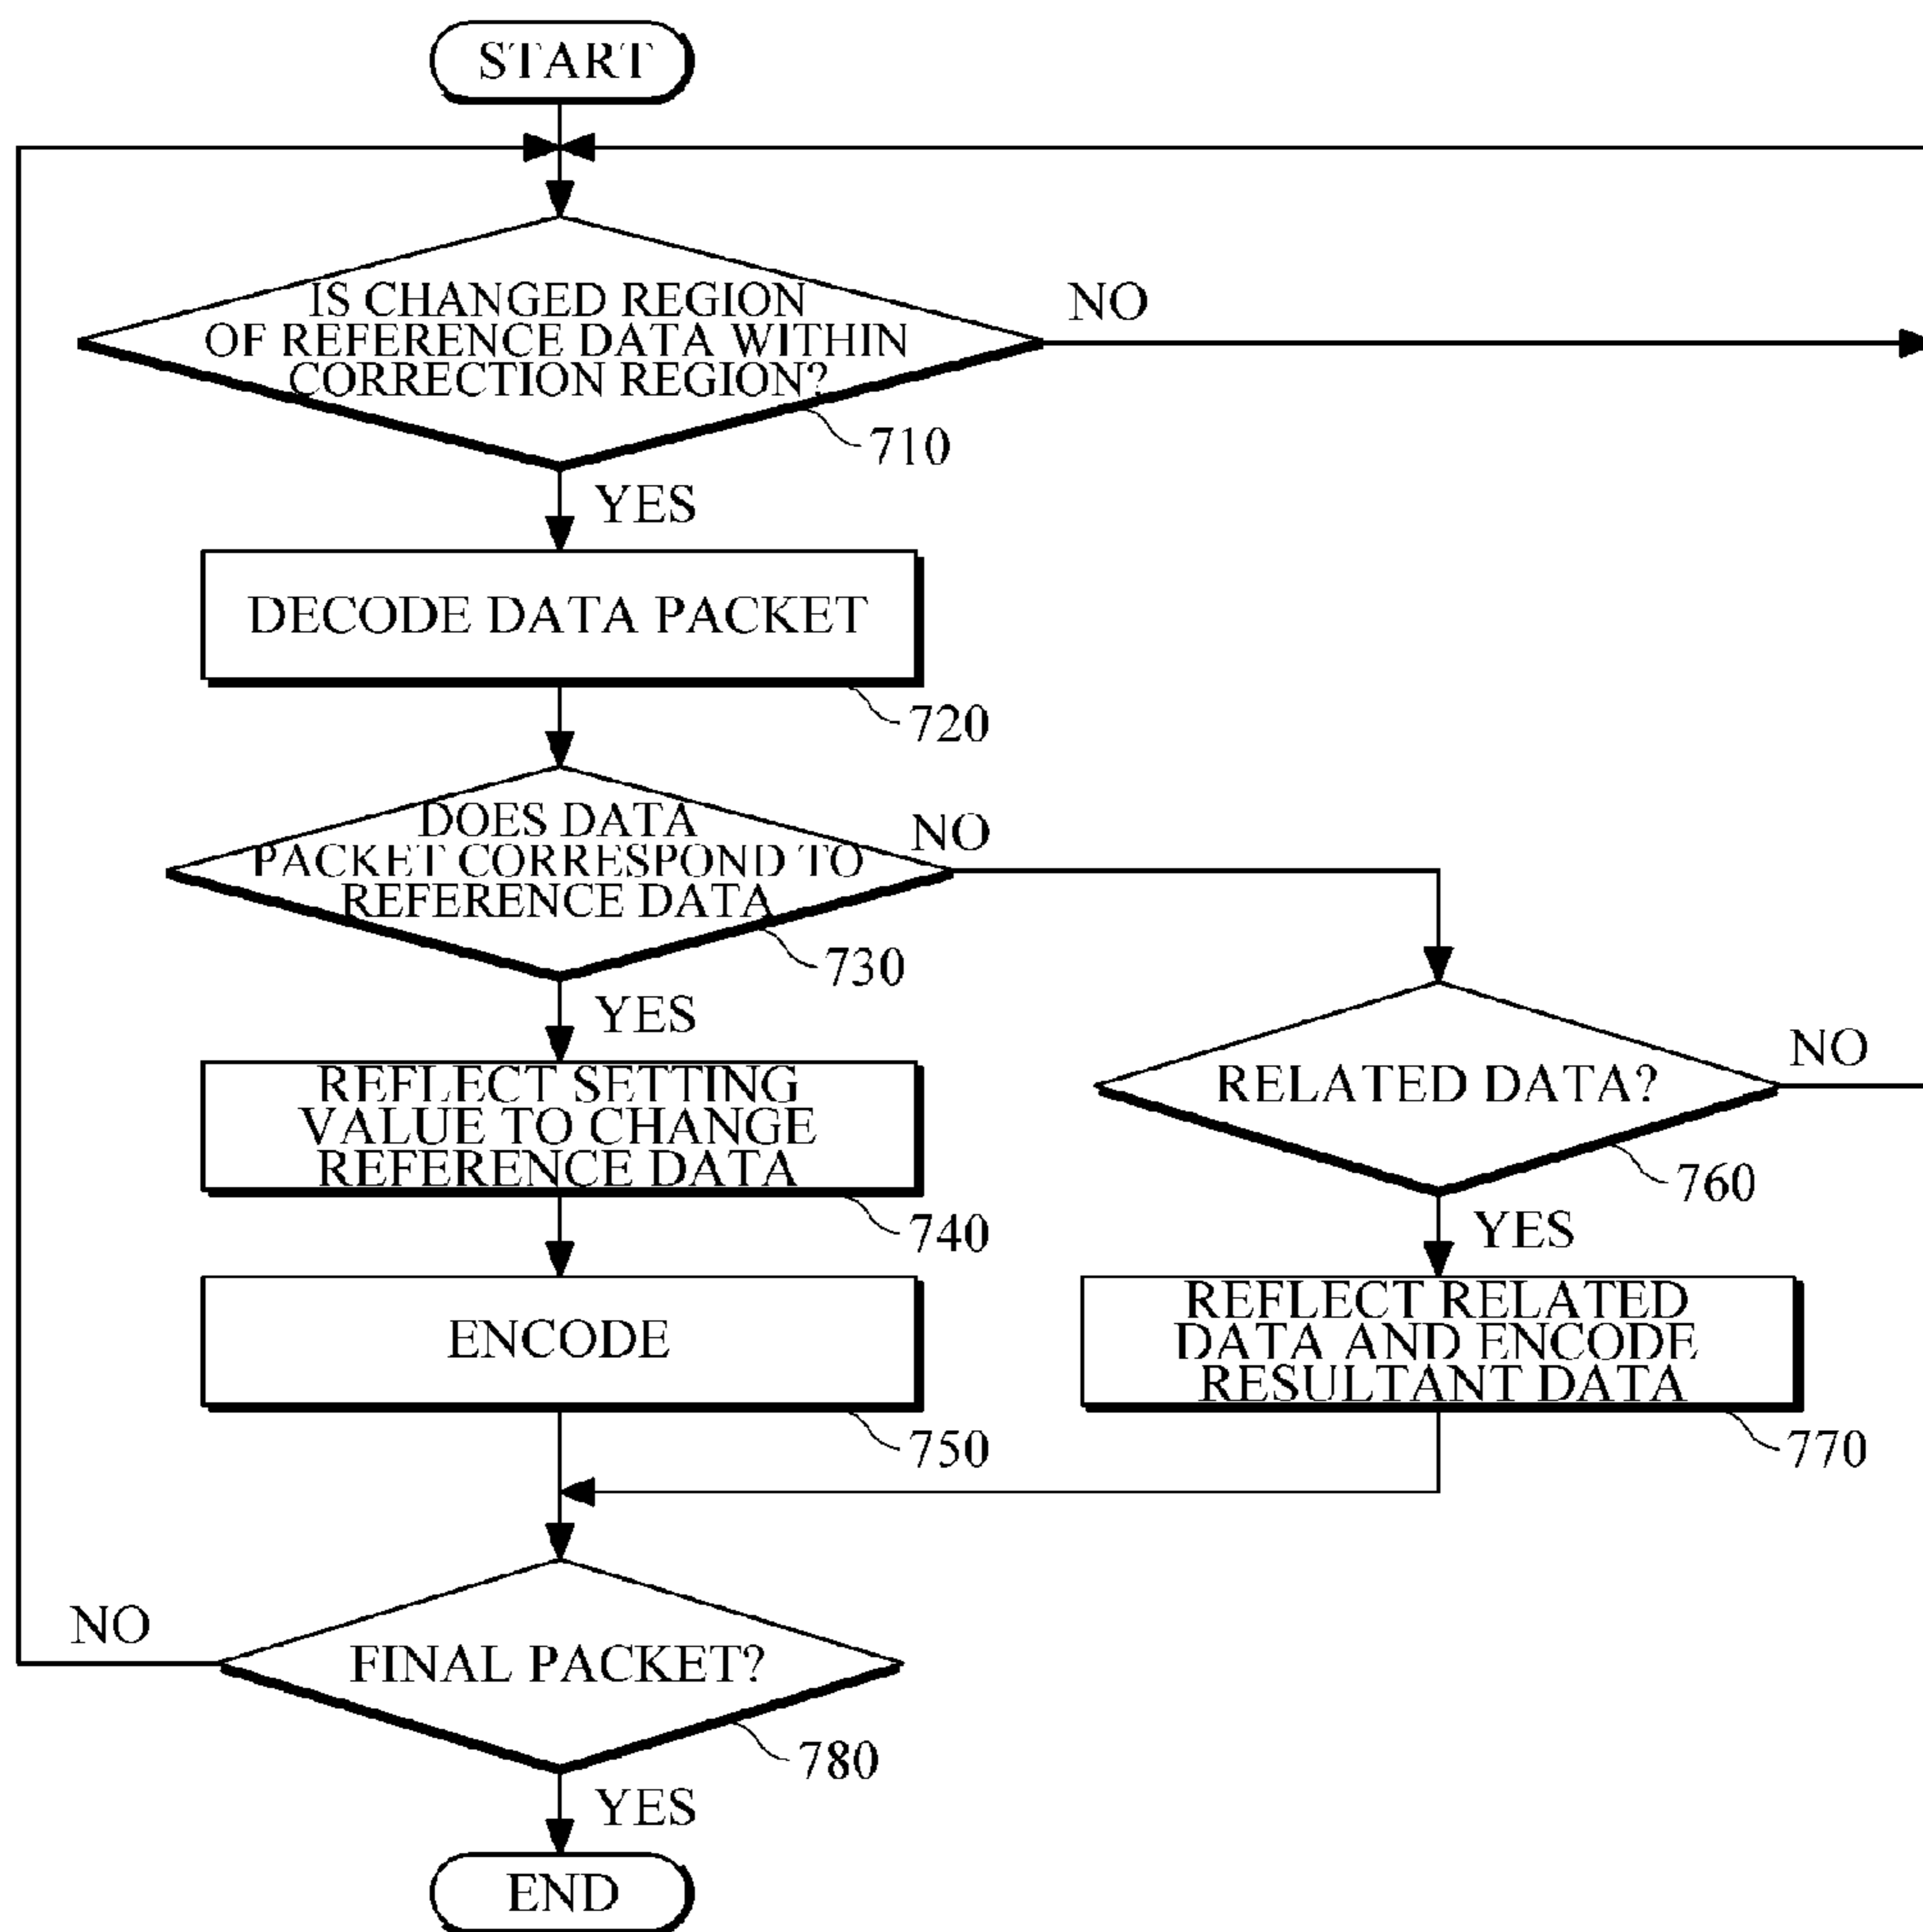 START
IS CHANGED REGION
OF REFERENCE DATA WITHIN
CORRECTION REGION?
NO
710
YES
DECODE DATA PACKET
720
DOES DATA
PACKET CORRESPOND TO
REFERENCE DATA
NO
730
YES
REFLECT SETTING
VALUE TO CHANGE
REFERENCE DATA
740
RELATED DATA?
NO
760
YES
ENCODE
750
REFLECT RELATED
DATA AND ENCODE
RESULTANT DATA
770
NO
FINAL PACKET?
780
YES
END